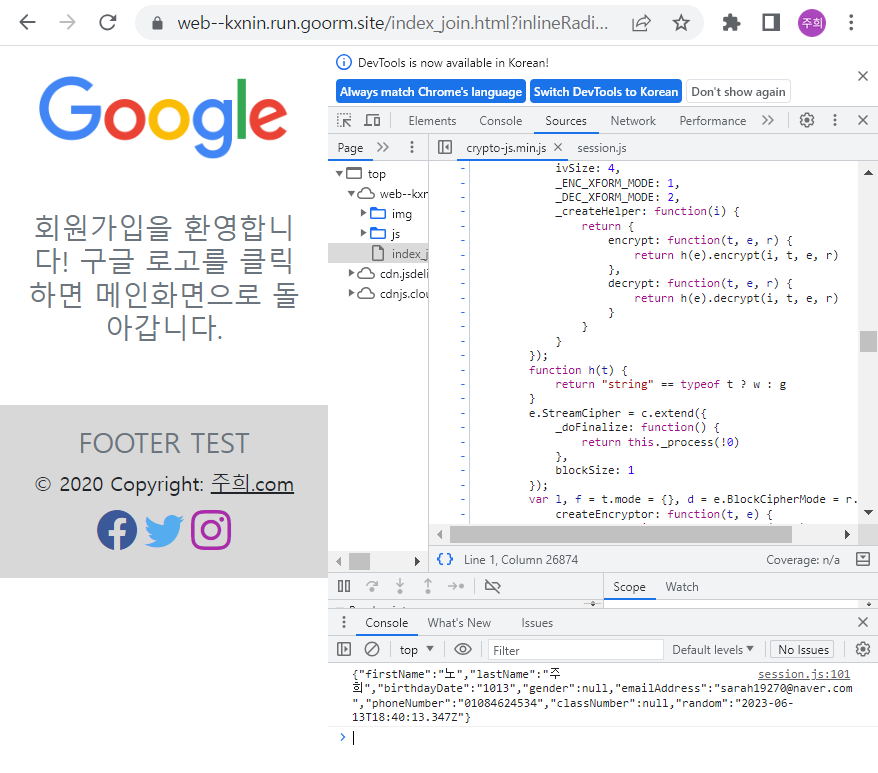 web--kxnin.run.goorm.site/index_join.html?inlineRadi...
주희
Google
회원가입을 환영합니
다! 구글 로고를 클릭
하면 메인화면으로 돌
아갑니다.
FOOTER TEST
© 2020 Copyright: 주희.com
DevTools is now available in Korean!
Always match Chrome's language
Switch DevTools to Korean
Don't show again
Elements
Console
Sources
Network
Performance
Page
top
web--kxn
img
js
index_j
cdn.jsdeli
cdnjs.clou
crypto-js.min.js
session.js
ivSize: 4,
_ENC_XFORM_MODE: 1,
_DEC_XFORM_MODE: 2,
_createHelper: function(i) {
return {
encrypt: function(t, e, r) {
return h(e).encrypt(i, t, e, r)
},
decrypt: function(t, e, r) {
return h(e).decrypt(i, t, e, r)
}
}
}
});
function h(t) {
return "string" == typeof t ? w : g
}
e.StreamCipher = c.extend({
_doFinalize: function() {
return this._process(!0)
},
blockSize: 1
});
var l, f = t.mode = {}, d = e.BlockCipherMode = r.
createEncryptor: function(t, e) {
{} Line 1, Column 26874
Coverage: n/a
Scope
Watch
Console
What's New
Issues
top
Filter
Default levels
No Issues
{"firstName":"노","lastName":"주
session.js:101
희","birthdayDate":"1013","gender":null,"emailAddress":"sarah19270@naver.com
","phoneNumber":"01084624534","classNumber":null,"random":"2023-06-
13T18:40:13.347Z"}